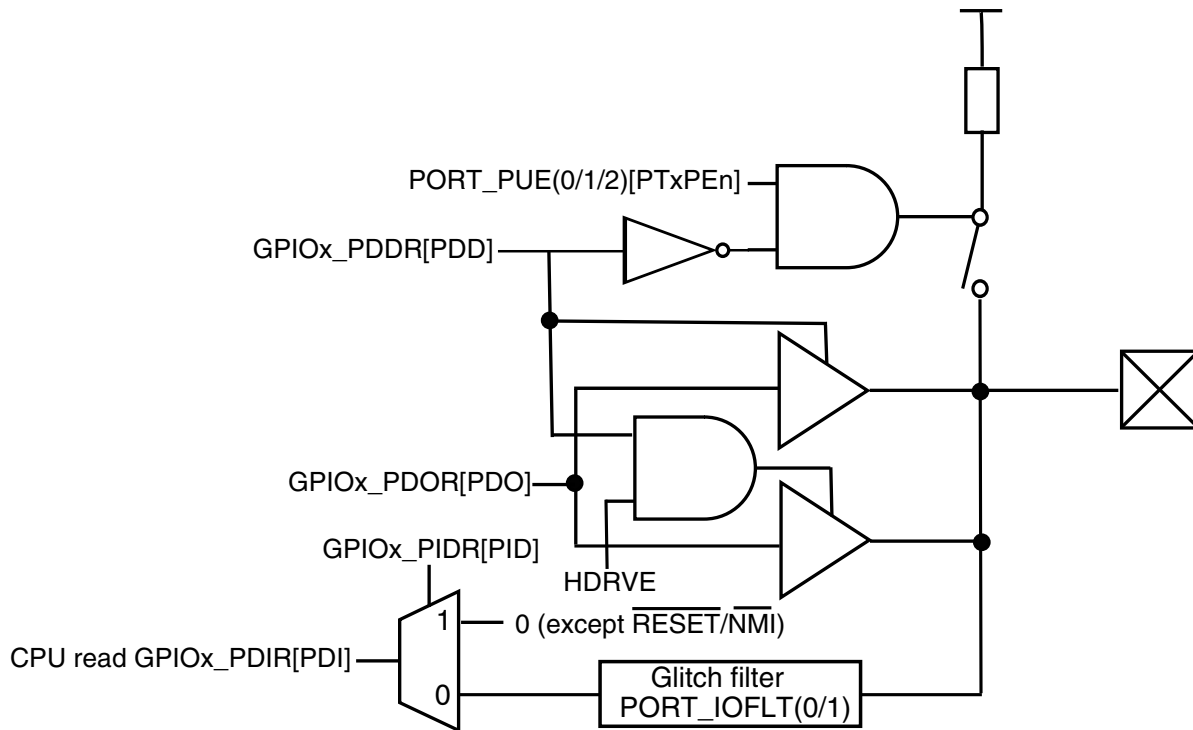 PORT_PUE(0/1/2)[PTxPEn]
GPIOx_PDDR[PDD]
GPIOx_PDOR[PDO]
GPIOx_PIDR[PID]
HDRVE
1
0 (except RESET/NMI)
CPU read GPIOx_PDIR[PDI]
0
Glitch filter
PORT_IOFLT(0/1)